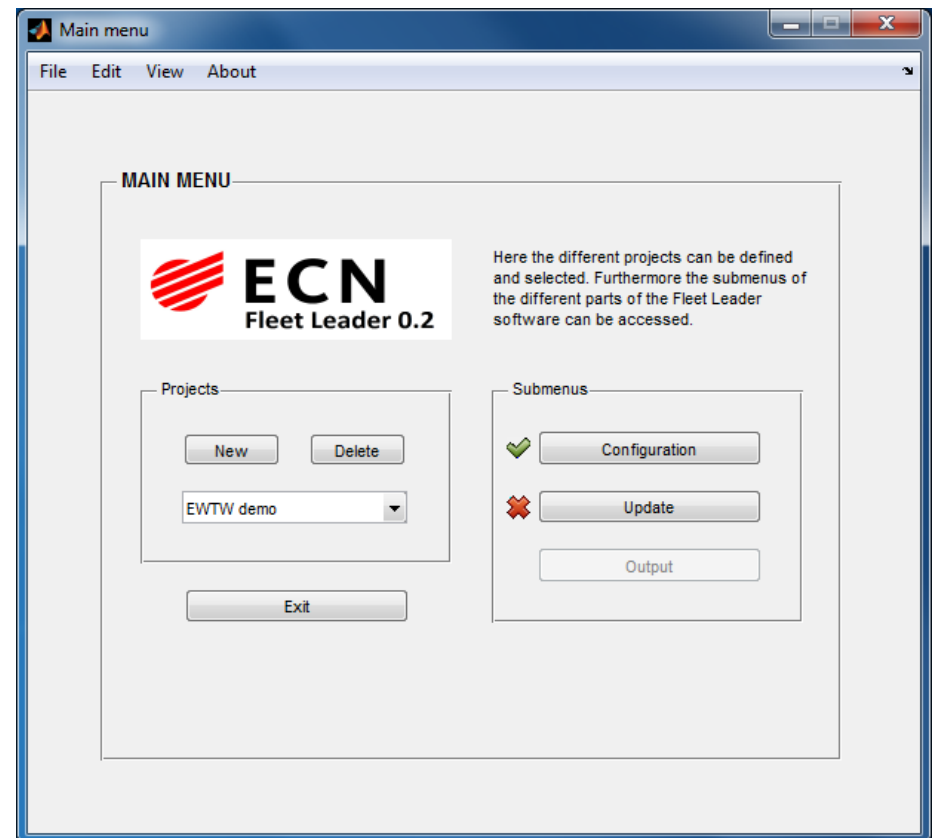 Main menu
File Edit View About
MAIN MENU
ECN
Fleet Leader 0.2
Here the different projects can be defined
and selected. Furthermore the submenus of
the different parts of the Fleet Leader
software can be accessed.
Projects
New Delete
EWTW demo
Exit
Submenus
Configuration
Update
Output